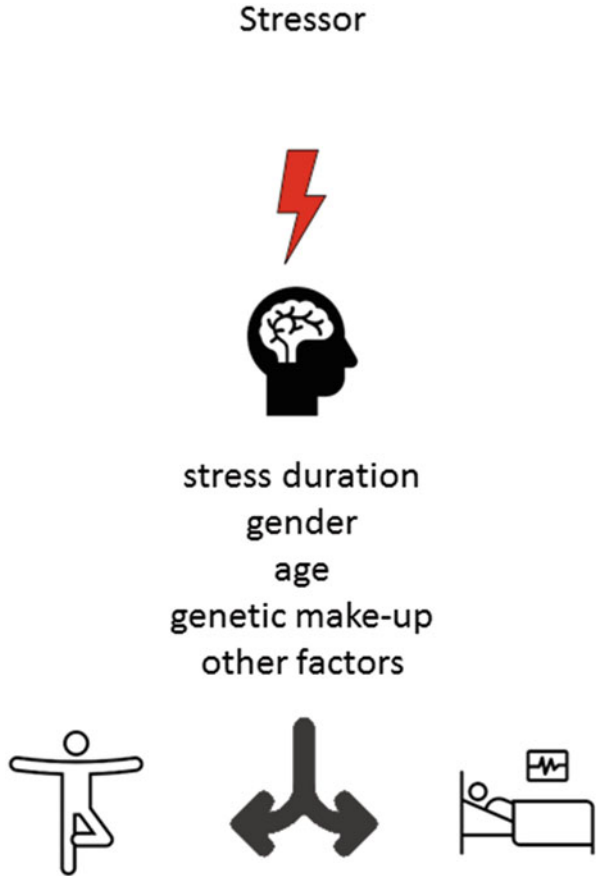 Stressor
stress duration
gender
age
genetic make-up
other factors